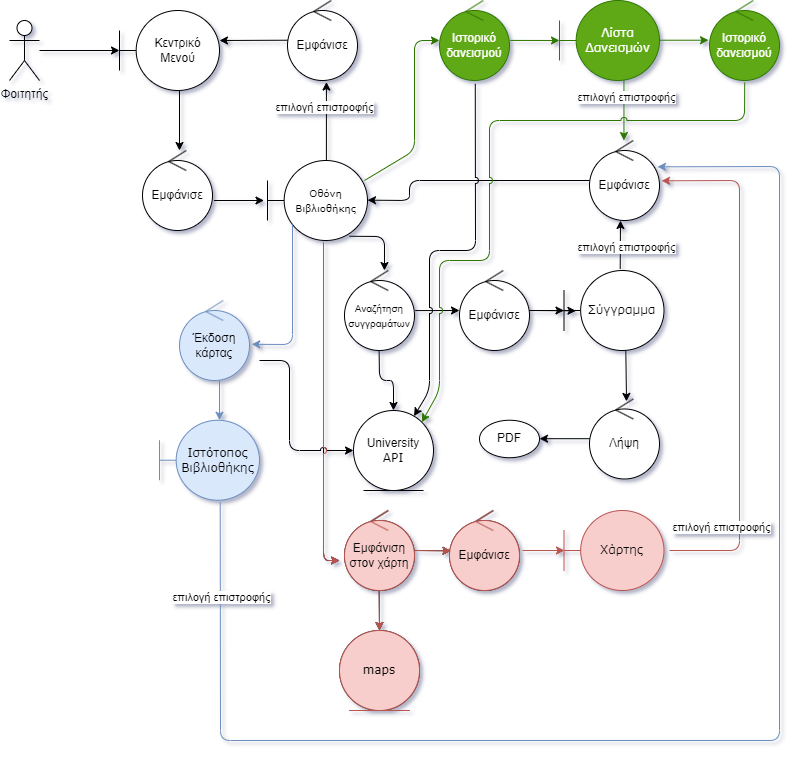 Φοιτητής
Κεντρικό
Μενού
Εμφάνισε
Ιστορικό
δανεισμού
Λίστα
Δανεισμών
Ιστορικό
δανεισμού
επιλογή επιστροφής
επιλογή επιστροφής
Εμφάνισε
Οθόνη
Βιβλιοθήκης
Εμφάνισε
επιλογή επιστροφής
Έκδοση
κάρτας
Αναζήτηση
συγγραμάτων
Εμφάνισε
Σύγγραμμα
Ιστότοπος
Βιβλιοθήκης
University
API
PDF
Λήψη
Εμφάνιση
στον χάρτη
Εμφάνισε
Χάρτης
επιλογή επιστροφής
επιλογή επιστροφής
maps